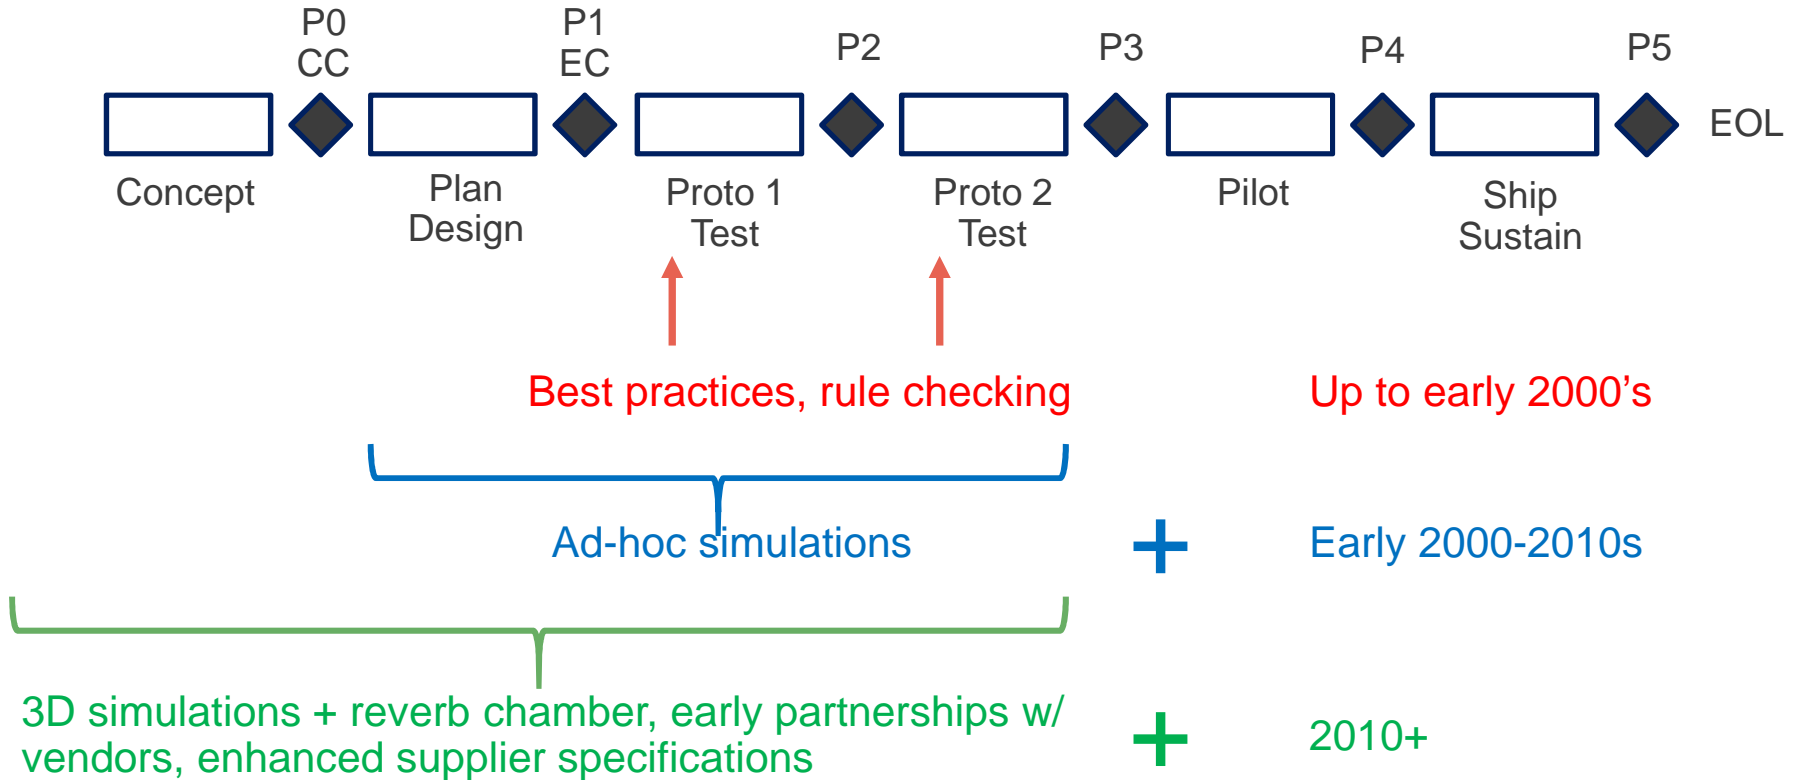 P0
CC
P1
EC
P2
P3
P4
P5
EOL
Concept
Plan
Design
Proto 1
Test
Proto 2
Test
Pilot
Ship
Sustain
Best practices, rule checking
Up to early 2000’s
Ad-hoc simulations
+
Early 2000-2010s
3D simulations + reverb chamber, early partnerships w/
vendors, enhanced supplier specifications
+
2010+